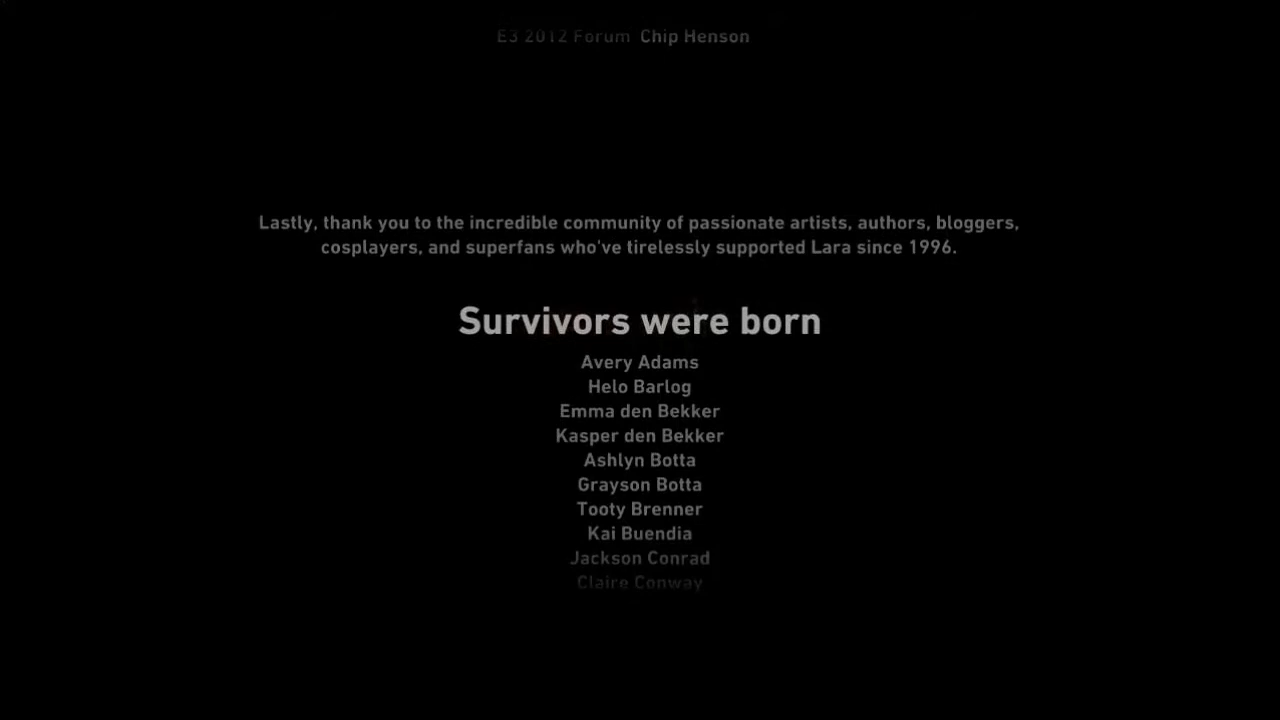 E3 2012 Forum Chip Henson
Lastly, thank you to the incredible community of passionate artists, authors, bloggers,
cosplayers, and superfans who've tirelessly supported Lara since 1996.
Survivors were born
Avery Adams
Helo Barlog
Emma den Bekker
Kasper den Bekker
Ashlyn Botta
Grayson Botta
Tooty Brenner
Kai Buendia
Jackson Conrad
Claire Conway